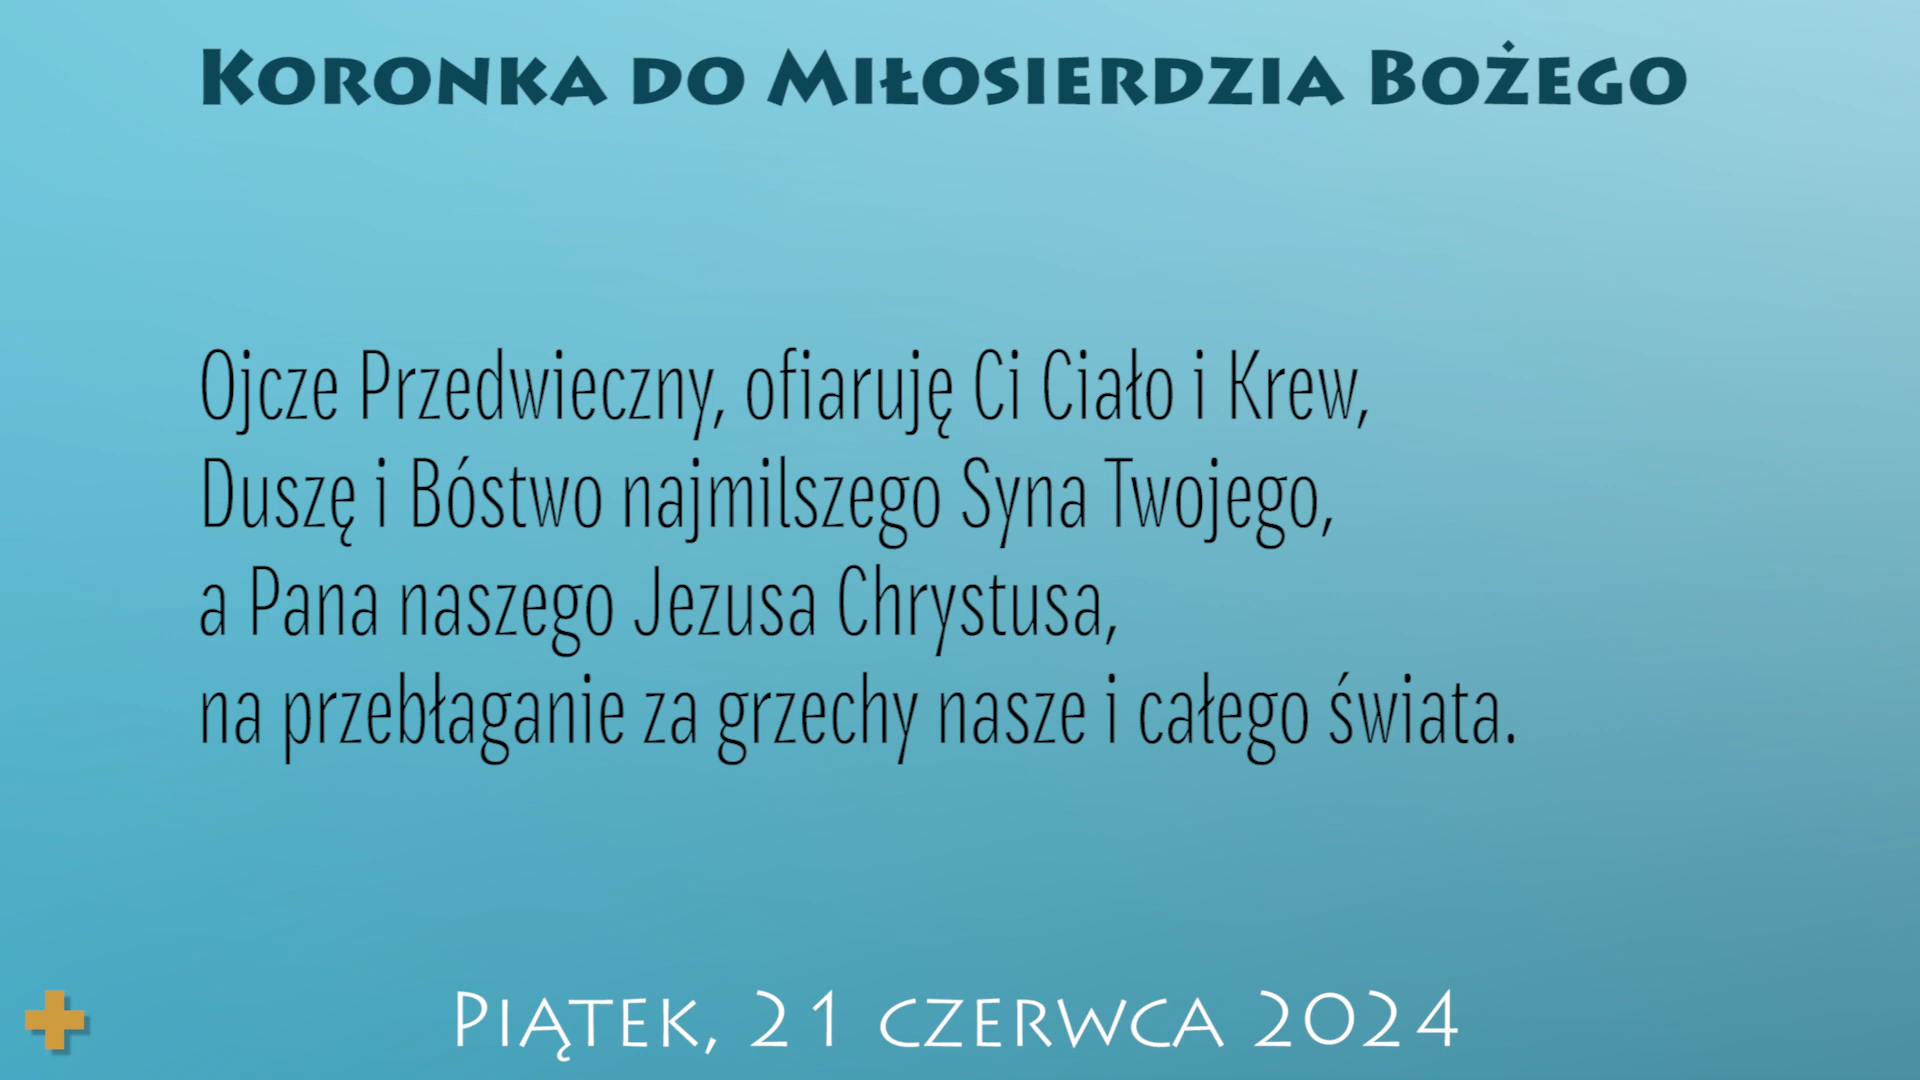 Koronka do Miłosierdzia Bożego
Ojcze Przedwieczny, ofiaruję Ci Ciało i Krew,
Duszę i Bóstwo najmilszego Syna Twojego,
a Pana naszego Jezusa Chrystusa,
na przebłaganie za grzechy nasze i całego świata.
Piątek, 21 czerwca 2024